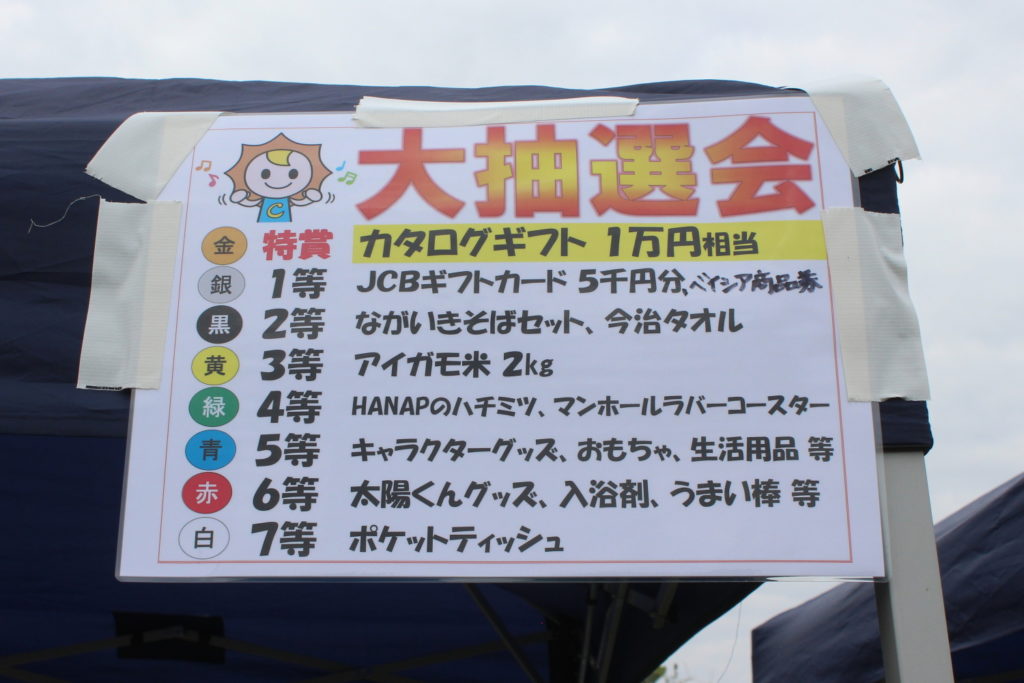 大抽選会
C
金 特賞 カタログギフト 1万円相当
銀 1等 JCBギフトカード 5千円分、ベイシア商品券
黒 2等 ながいきそばセット、今治タオル
黄 3等 アイガモ米 2kg
緑 4等 HANAPのハチミツ、マンホールラバーコースター
青 5等 キャラクターグッズ、おもちゃ、生活用品 等
赤 6等 太陽くんグッズ、入浴剤、うまい棒 等
白 7等 ポケットティッシュ